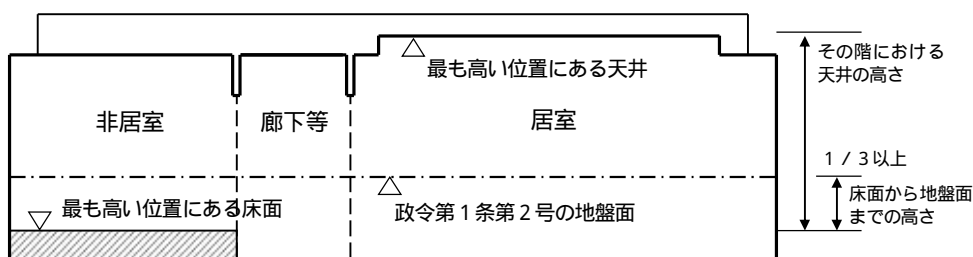 その階における
天井の高さ
最も高い位置にある天井
非居室
廊下等
居室
1/3以上
床面から地盤面
までの高さ
最も高い位置にある床面
政令第1条第2号の地盤面